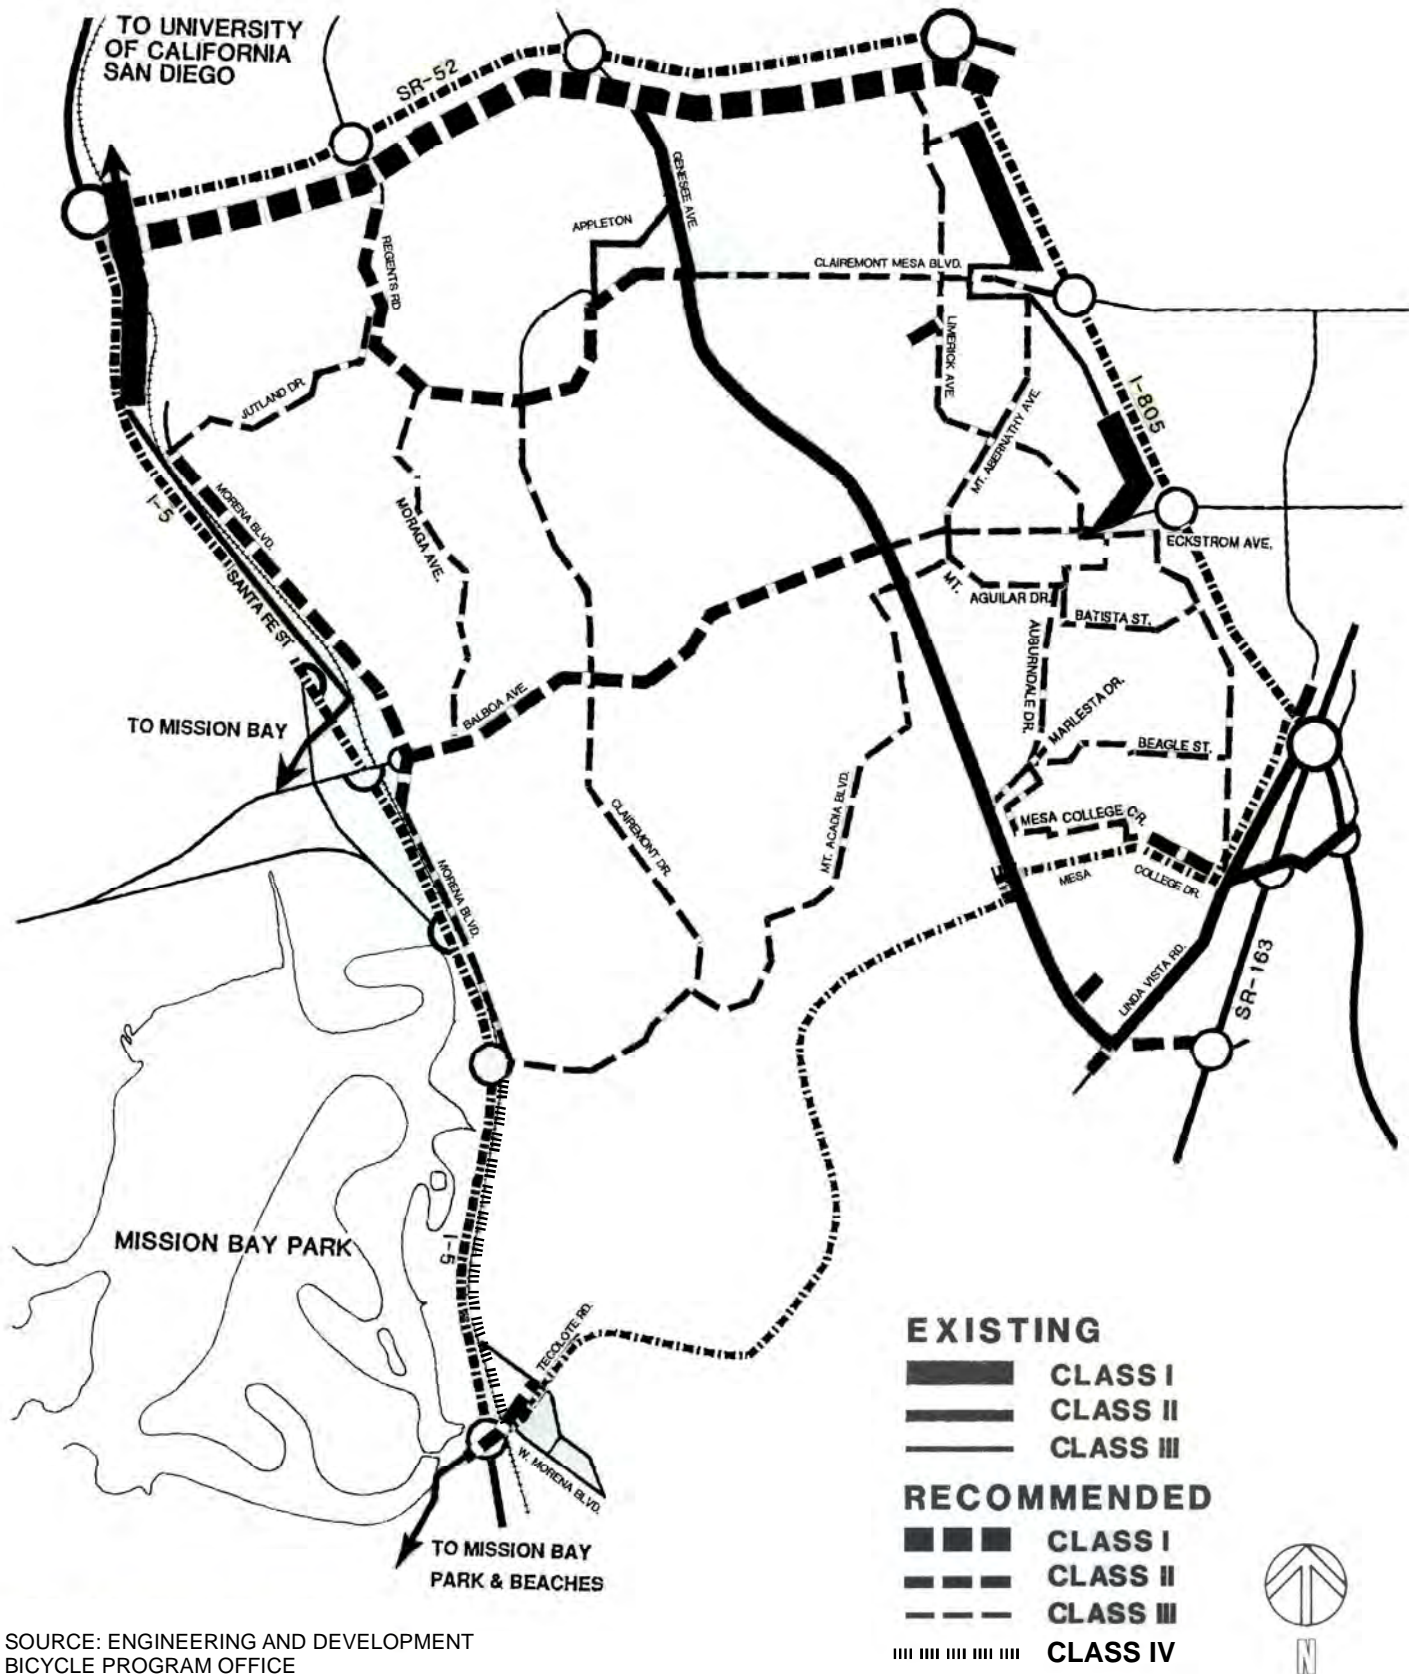 TO UNIVERSITY
OF CALIFORNIA
SAN DIEGO
SR-52
GENESEE AVE.
APPLETON
REGENTS RD
CLAIREMONT MESA BLVD.
LIMERICK AVE
JUTLAND DR.
MT. ABERNATHY AVE.
I-805
I-5
MORENA BLVD.
MORAGA AVE.
SANTA FE ST.
ECKSTROM AVE.
MT.
AGUILAR DR.
BATISTA ST.
AUBURNDALE DR.
MARLESTA DR.
BEAGLE ST.
TO MISSION BAY
BALBOA AVE.
CLAIREMONT DR.
MT. ACADIA BLVD.
MESA COLLEGE CR.
MESA
COLLEGE DR.
MORENA BLVD.
LINDA VISTA RD.
SR-163
MISSION BAY PARK
I-5
TECOLOTE RD.
W. MORENA BLVD.
TO MISSION BAY
PARK & BEACHES
EXISTING
CLASS I
CLASS II
CLASS III
RECOMMENDED
CLASS I
CLASS II
CLASS III
CLASS IV
N
SOURCE: ENGINEERING AND DEVELOPMENT
BICYCLE PROGRAM OFFICE